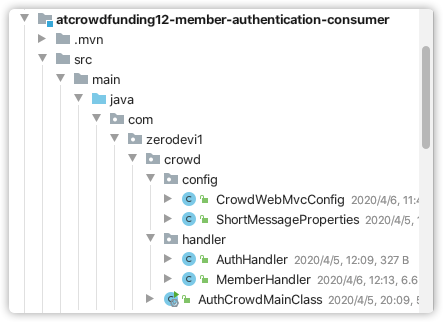 atcrowdfunding12-member-authentication-consumer
.mvn
src
main
java
com
zerodevi1
crowd
config
CrowdWebMvcConfig 2020/4/6, 11:4
ShortMessageProperties 2020/4/5, 1
handler
AuthHandler 2020/4/5, 12:09, 327 B
MemberHandler 2020/4/6, 12:13, 6.6
AuthCrowdMainClass 2020/4/5, 20:09, 5